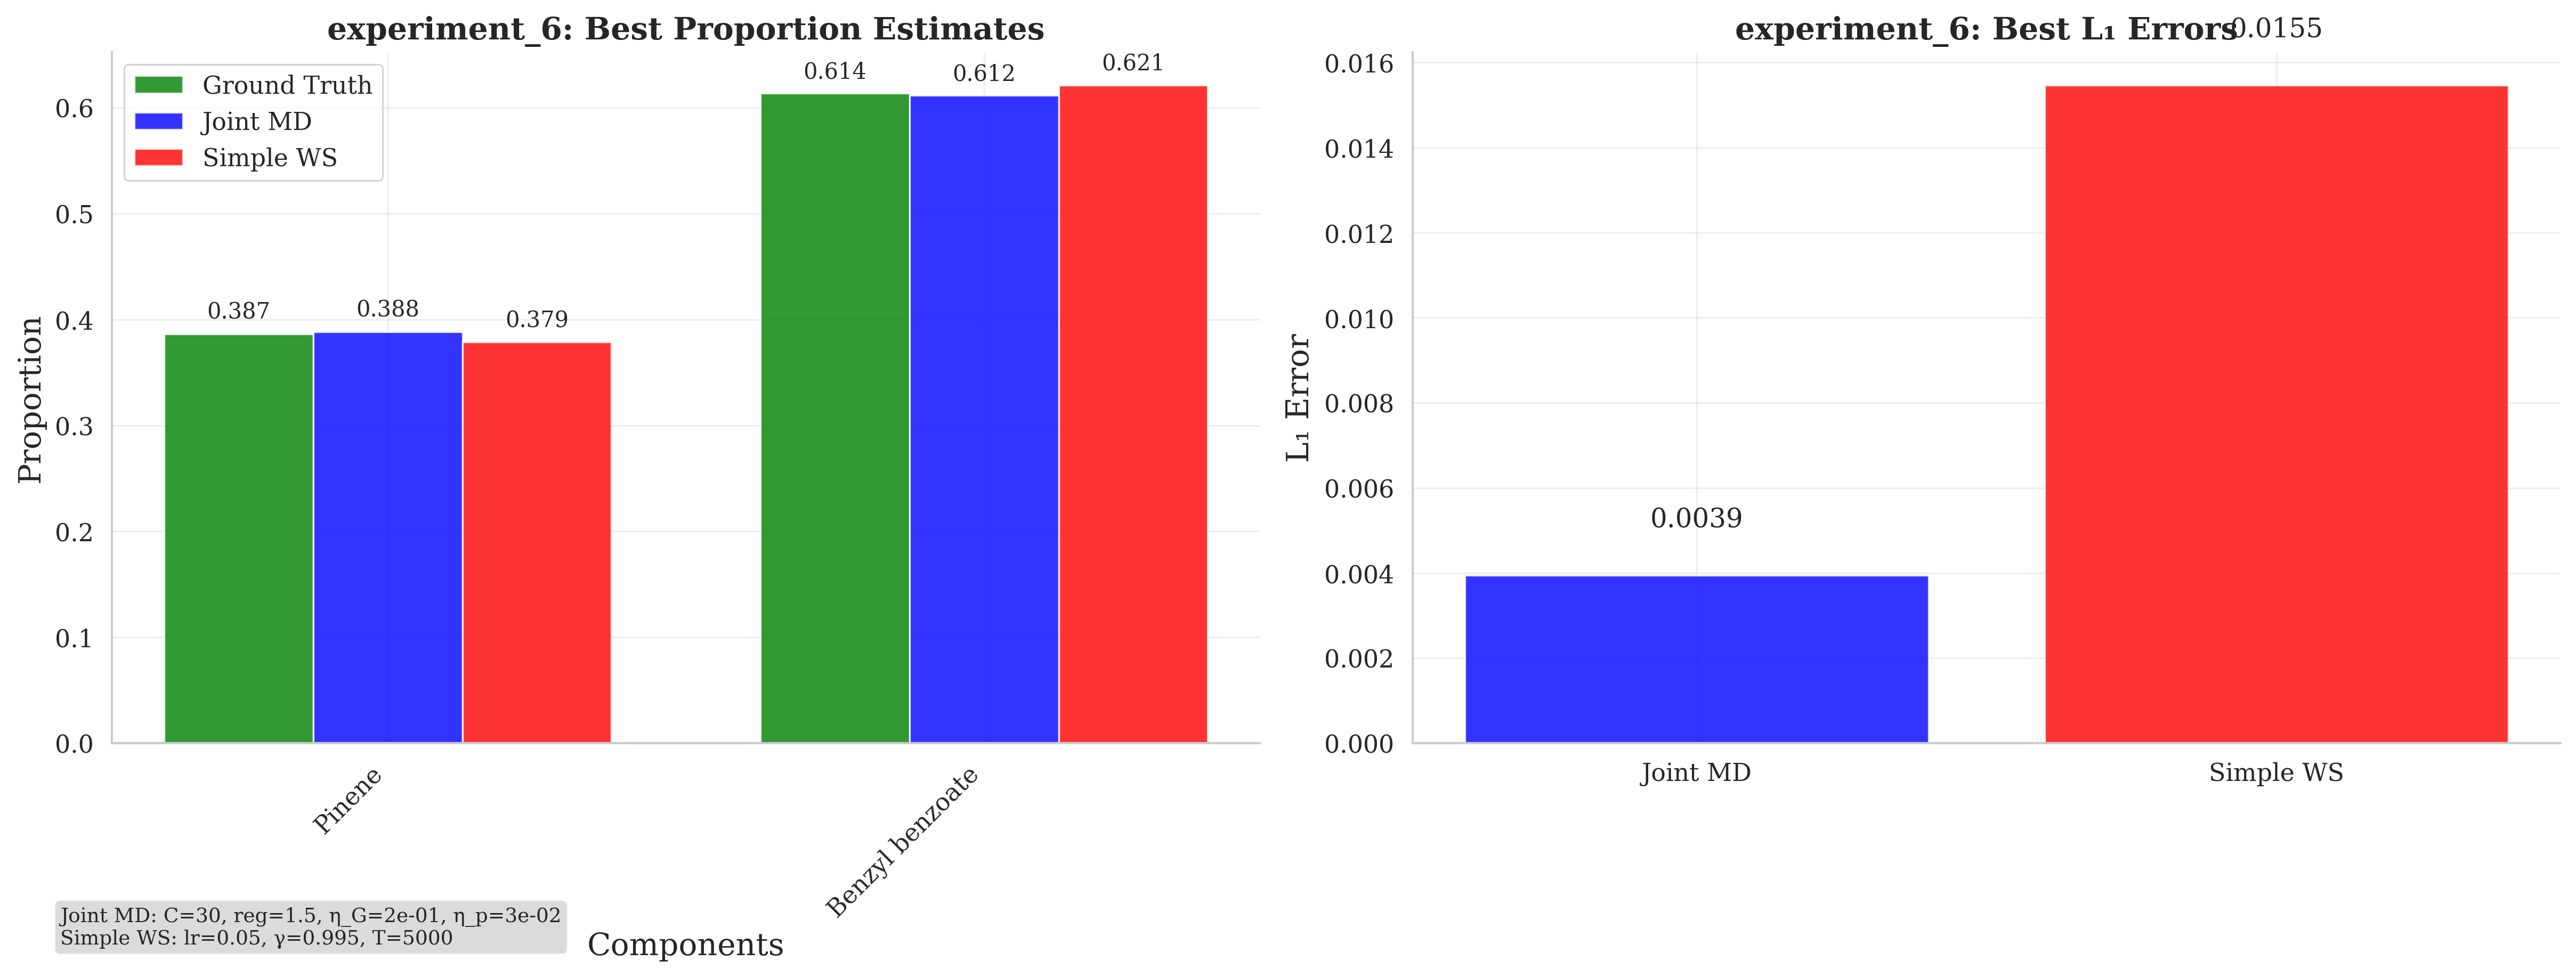 experiment_6: Best Proportion Estimates
Ground Truth
Joint MD
Simple WS
0.387
0.388
0.379
0.614
0.612
0.621
0.6
0.5
0.4
0.3
0.2
0.1
0.0
Proportion
Pinene
Benzyl benzoate
Components
Joint MD: C=30, reg=1.5, η_G=2e-01, η_p=3e-02
Simple WS: lr=0.05, γ=0.995, T=5000
experiment_6: Best L₁ Errors
0.0155
0.0039
0.016
0.014
0.012
0.010
0.008
0.006
0.004
0.002
0.000
L₁ Error
Joint MD
Simple WS